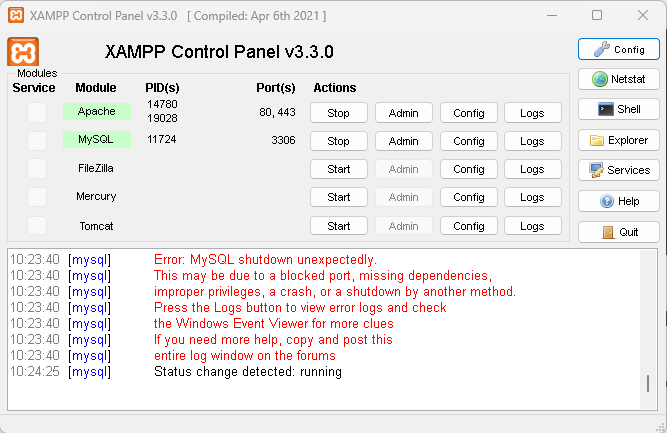 XAMPP Control Panel v3.3.0 [ Compiled: Apr 6th 2021 ]
XAMPP Control Panel v3.3.0
Config
Modules
Service Module PID(s) Port(s) Actions
Netstat
Apache 14780 19028 80, 443 Stop Admin Config Logs
Shell
MySQL 11724 3306 Stop Admin Config Logs
Explorer
FileZilla Start Admin Config Logs
Services
Mercury Start Admin Config Logs
Help
Tomcat Start Admin Config Logs
Quit
10:23:40 [mysql] Error: MySQL shutdown unexpectedly.
10:23:40 [mysql] This may be due to a blocked port, missing dependencies,
10:23:40 [mysql] improper privileges, a crash, or a shutdown by another method.
10:23:40 [mysql] Press the Logs button to view error logs and check
10:23:40 [mysql] the Windows Event Viewer for more clues
10:23:40 [mysql] If you need more help, copy and post this
10:23:40 [mysql] entire log window on the forums
10:24:25 [mysql] Status change detected: running